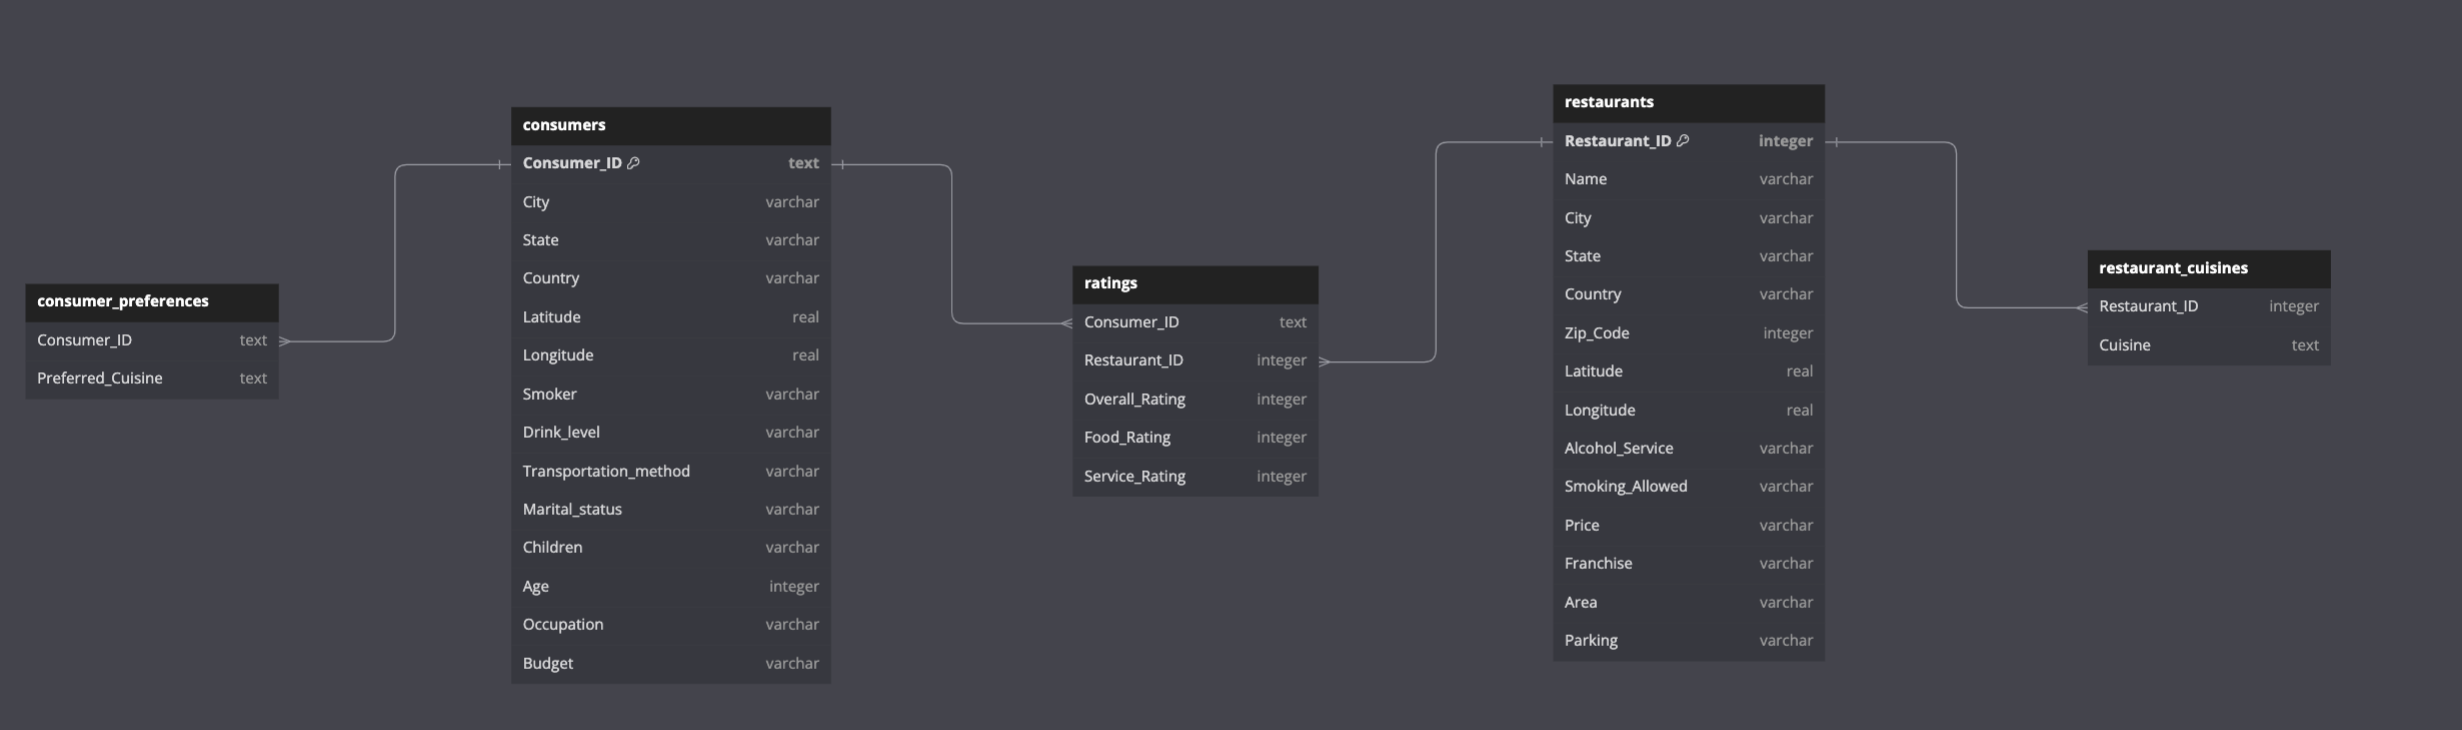 consumer_preferences
Consumer_ID text
Preferred_Cuisine text
consumers
Consumer_ID text
City varchar
State varchar
Country varchar
Latitude real
Longitude real
Smoker varchar
Drink_level varchar
Transportation_method varchar
Marital_status varchar
Children varchar
Age integer
Occupation varchar
Budget varchar
ratings
Consumer_ID text
Restaurant_ID integer
Overall_Rating integer
Food_Rating integer
Service_Rating integer
restaurants
Restaurant_ID integer
Name varchar
City varchar
State varchar
Country varchar
Zip_Code integer
Latitude real
Longitude real
Alcohol_Service varchar
Smoking_Allowed varchar
Price varchar
Franchise varchar
Area varchar
Parking varchar
restaurant_cuisines
Restaurant_ID integer
Cuisine text